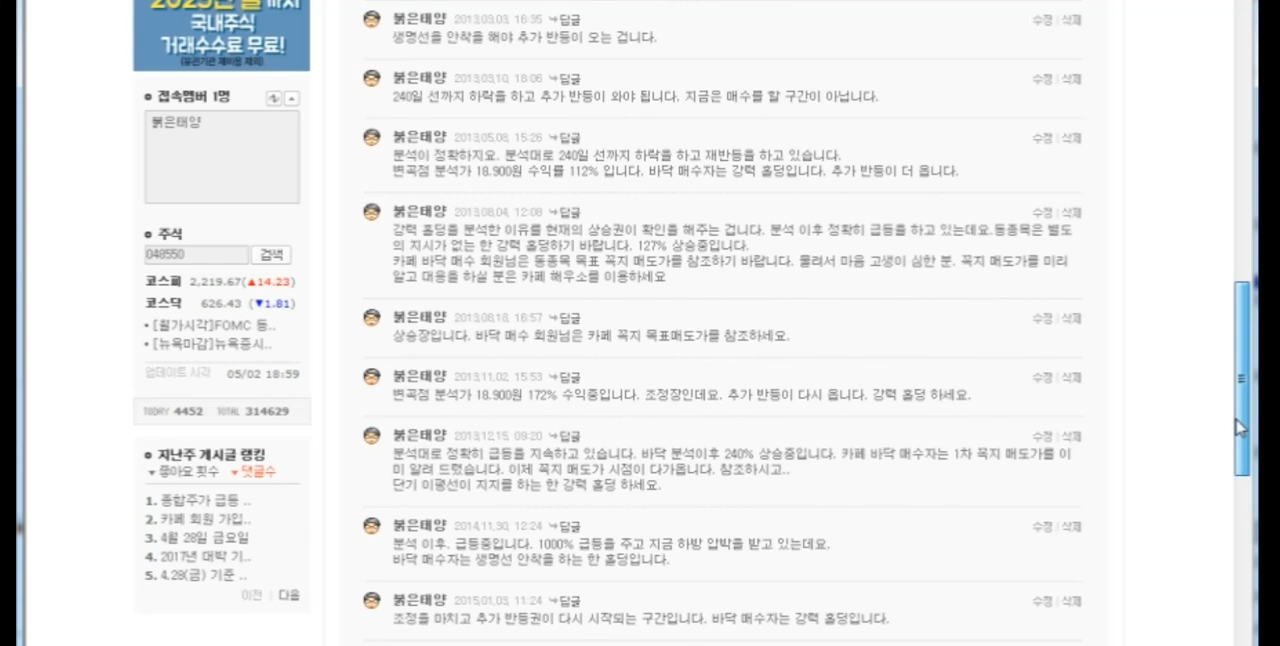 2025년 말까지
국내주식
거래수수료 무료!
(유관기관 제비용 제외)
접속멤버 1명
붉은태양
주식
048550 검색
코스피 2,219.67(▲14.23)
코스닥 626.43 (▼1.81)
• [월가시각]FOMC 등..
• [뉴욕마감]뉴욕증시..
업데이트 시각 05/02 18:59
TODAY 4452 TOTAL 314629
지난주 게시글 랭킹
좋아요 횟수 댓글수
1. 종합주가 급등 ..
2. 카페 회원 가입..
3. 4월 28일 금요일
4. 2017년 대박 기..
5. 4.28(금) 기준 ..
이전 | 다음
붉은태양 2013.03.03, 16:35 답글 수정 | 삭제
생명선을 안착을 해야 추가 반등이 오는 겁니다.
붉은태양 2013.03.10, 18:06 답글 수정 | 삭제
240일 선까지 하락을 하고 추가 반등이 와야 됩니다. 지금은 매수를 할 구간이 아닙니다.
붉은태양 2013.05.08, 15:26 답글 수정 | 삭제
분석이 정확하지요. 분석대로 240일 선까지 하락을 하고 재반등을 하고 있습니다.
변곡점 분석가 18.900원 수익률 112% 입니다. 바닥 매수자는 강력 홀딩입니다. 추가 반등이 더 옵니다.
붉은태양 2013.08.04, 12:08 답글 수정 | 삭제
강력 홀딩을 분석한 이유를 현재의 상승권이 확인을 해주는 겁니다. 분석 이후 정확히 급등을 하고 있는데요.동종목은 별도
의 지시가 없는 한 강력 홀딩하기 바랍니다. 127% 상승중입니다.
카페 바닥 매수 회원님은 동종목 목표 꼭지 매도가를 참조하기 바랍니다. 물려서 마음 고생이 심한 분. 꼭지 매도가를 미리
알고 대응을 하실 분은 카페 해우소를 이용하세요
붉은태양 2013.08.18, 16:57 답글 수정 | 삭제
상승장입니다. 바닥 매수 회원님은 카페 꼭지 목표매도가를 참조하세요.
붉은태양 2013.11.02, 15:53 답글 수정 | 삭제
변곡점 분석가 18.900원 172% 수익중입니다. 조정장인데요. 추가 반등이 다시 옵니다. 강력 홀딩 하세요.
붉은태양 2013.12.15, 09:20 답글 수정 | 삭제
분석대로 정확히 급등을 지속하고 있습니다. 바닥 분석이후 240% 상승중입니다. 카페 바닥 매수자는 1차 꼭지 매도가를 이
미 알려 드렸습니다. 이제 꼭지 매도가 시점이 다가옵니다. 참조하시고..
단기 이평선이 지지를 하는 한 강력 홀딩 하세요.
붉은태양 2014.11.30, 12:24 답글 수정 | 삭제
분석 이후. 급등중입니다. 1000% 급등을 주고 지금 하방 압박을 받고 있는데요.
바닥 매수자는 생명선 안착을 하는 한 홀딩입니다.
붉은태양 2015.01.03, 11:24 답글 수정 | 삭제
조정을 마치고 추가 반등권이 다시 시작되는 구간입니다. 바닥 매수자는 강력 홀딩입니다.